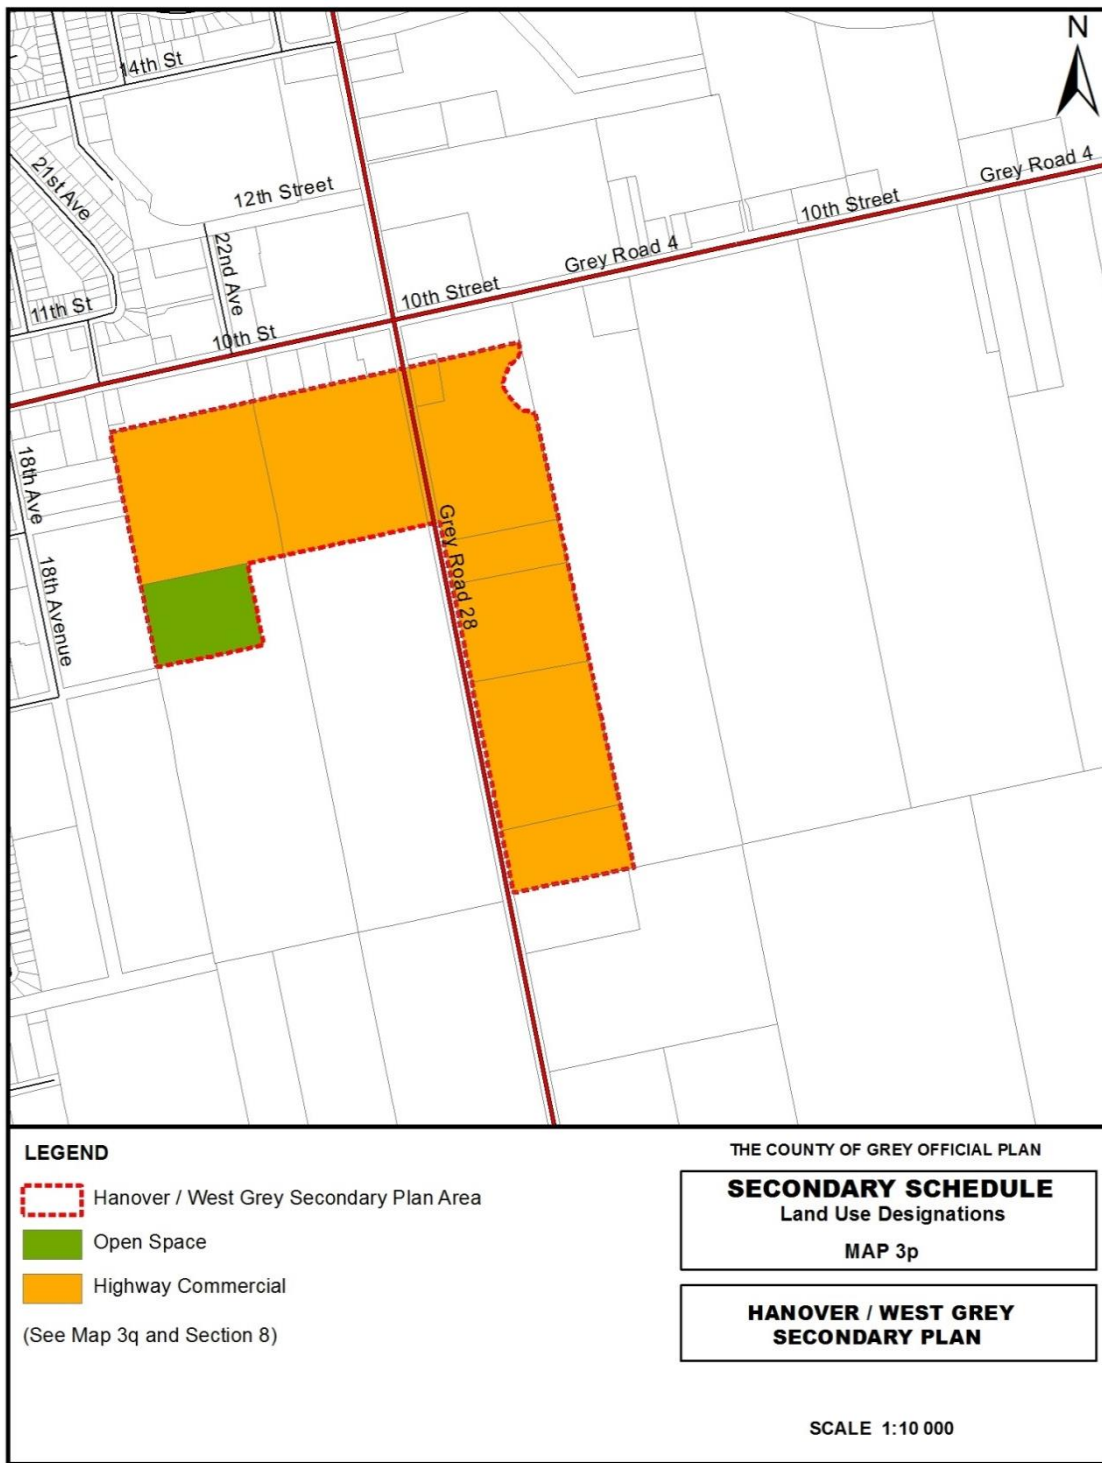 N
14th St
21st Ave
12th Street
22nd Ave
11th St
10th St
10th Street
Grey Road 4
10th Street
Grey Road 4
18th Ave
18th Avenue
Grey Road 28
LEGEND
Hanover / West Grey Secondary Plan Area
Open Space
Highway Commercial
(See Map 3q and Section 8)
THE COUNTY OF GREY OFFICIAL PLAN
SECONDARY SCHEDULE
Land Use Designations
MAP 3p
HANOVER / WEST GREY
SECONDARY PLAN
SCALE 1:10 000